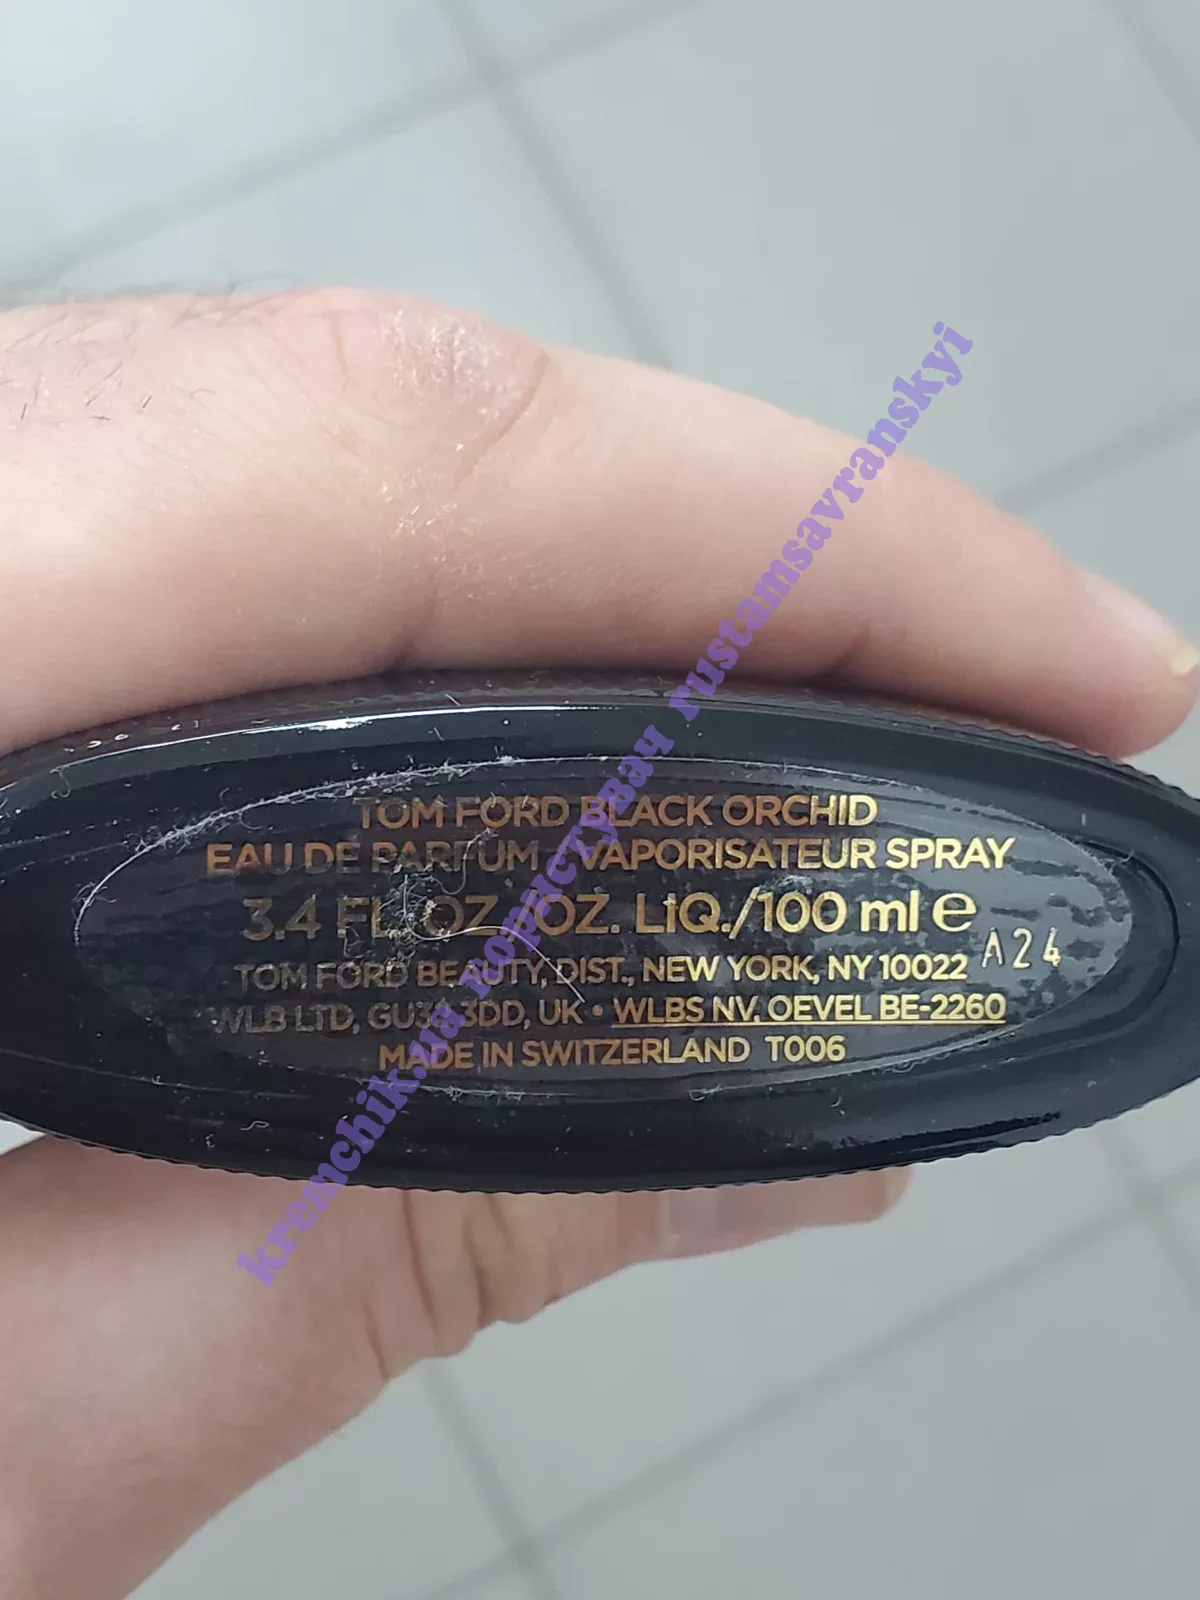 TOM FORD BLACK ORCHID
EAU DE PARFUM VAPORISATEUR SPRAY
3.4 FL. OZ./OZ. LIQ./100 ml e
A24
TOM FORD BEAUTY, DIST., NEW YORK, NY 10022
WLB LTD, 3DD, UK • WLBS NV, OEVEL BE-2260
MADE IN SWITZERLAND T006
kremchik.ua користувач rustamsavranskyi